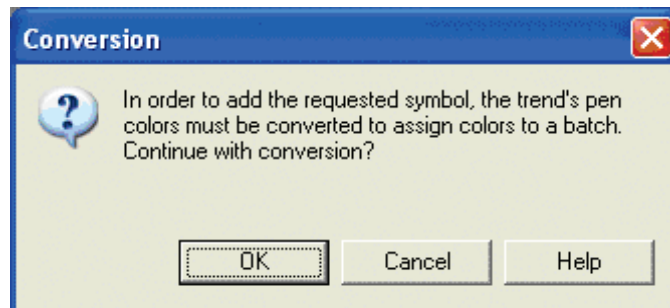 Conversion
?
In order to add the requested symbol, the trend's pen
colors must be converted to assign colors to a batch.
Continue with conversion?
OK Cancel Help